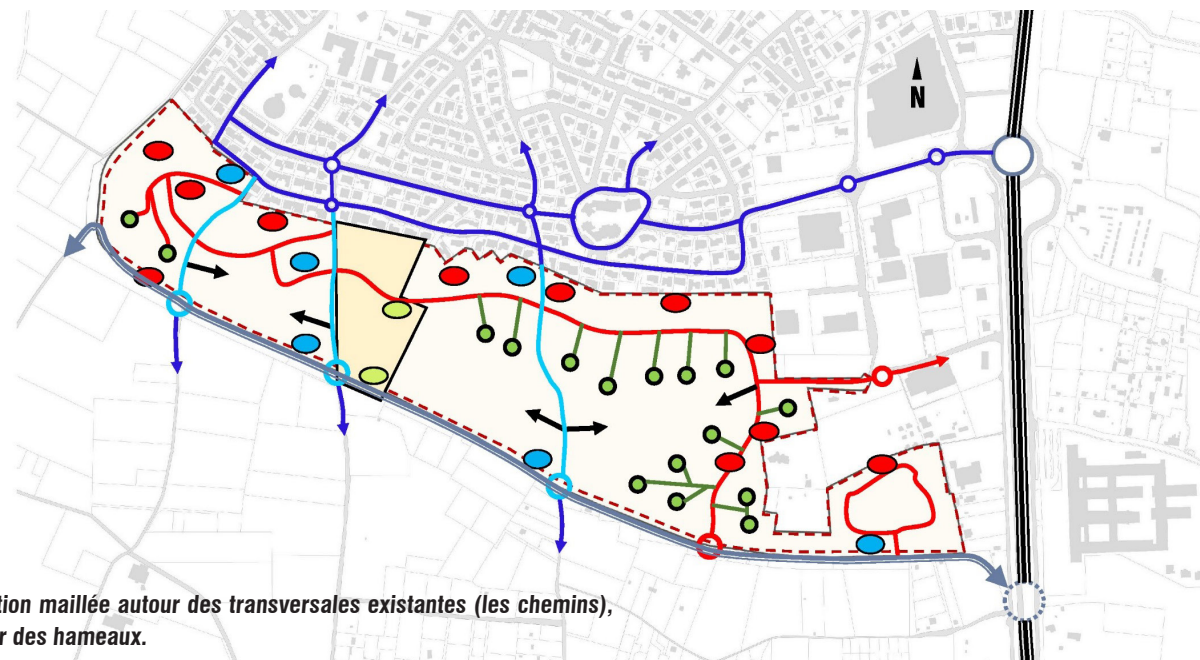 N
tion maillée autour des transversales existantes (les chemins),
r des hameaux.